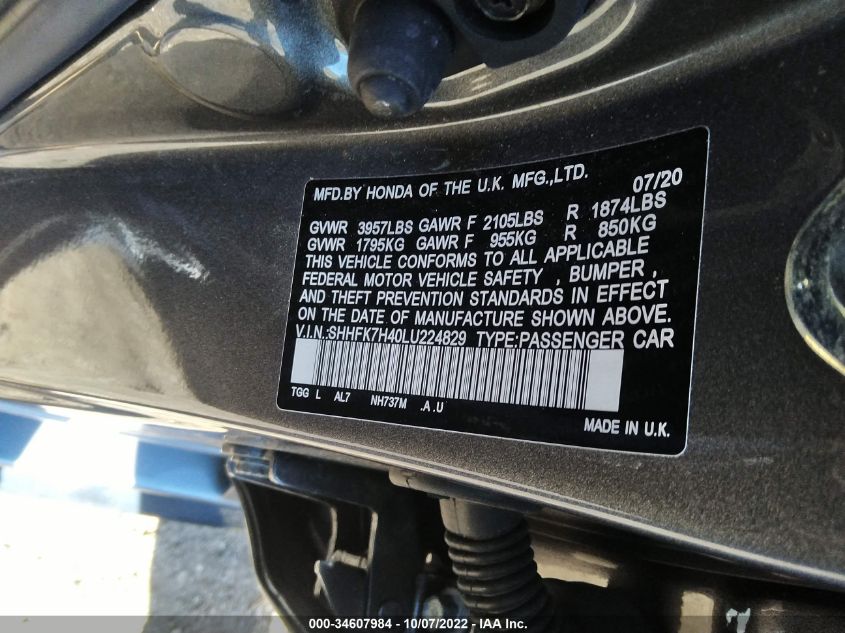 MFD.BY HONDA OF THE U.K. MFG.,LTD. 07/20
GVWR 3957LBS GAWR F 2105LBS R 1874LBS
GVWR 1795KG GAWR F 955KG R 850KG
THIS VEHICLE CONFORMS TO ALL APPLICABLE
FEDERAL MOTOR VEHICLE SAFETY , BUMPER ,
AND THEFT PREVENTION STANDARDS IN EFFECT
ON THE DATE OF MANUFACTURE SHOWN ABOVE.
V.I.N.:SHHFK7H40LU224829 TYPE:PASSENGER CAR
TGG L AL7 NH737M .A .U
MADE IN U.K.
000-34607984 - 10/07/2022 - IAA Inc.